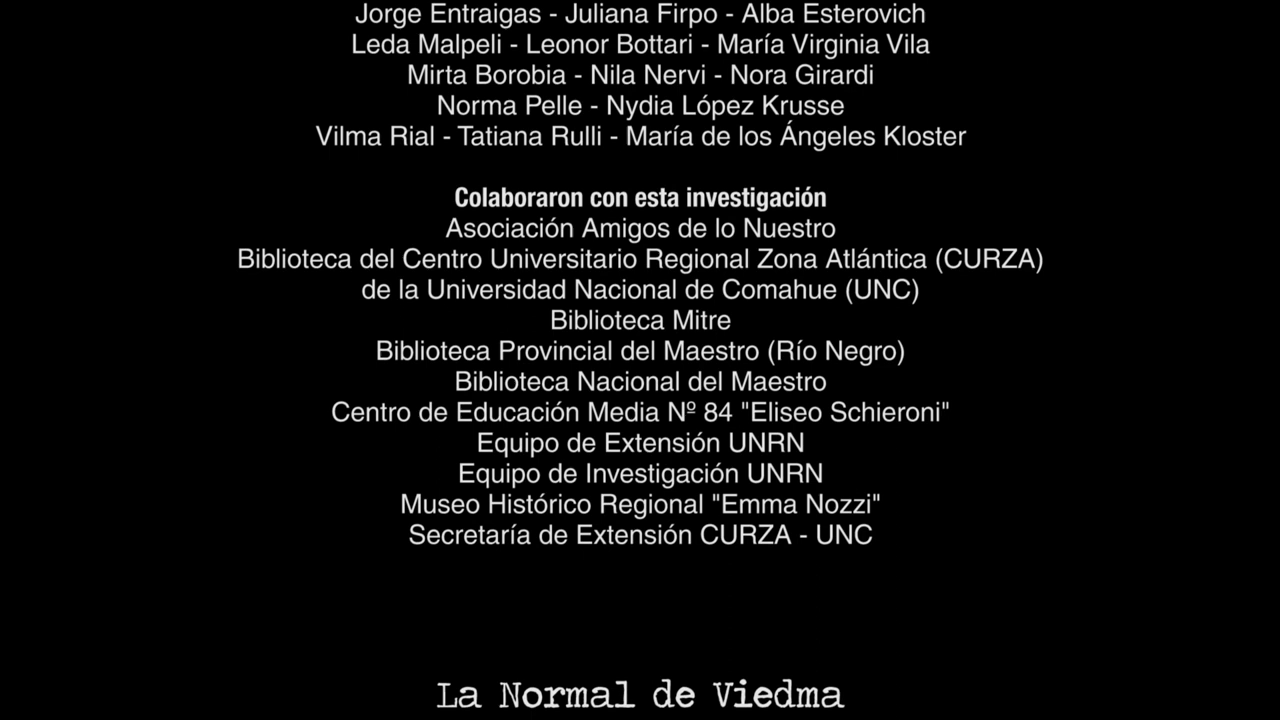 Jorge Entraigas - Juliana Firpo - Alba Esterovich
Leda Malpeli - Leonor Bottari - María Virginia Vila
Mirta Borobia - Nila Nervi - Nora Girardi
Norma Pelle - Nydia López Krusse
Vilma Rial - Tatiana Rulli - María de los Ángeles Kloster
Colaboraron con esta investigación
Asociación Amigos de lo Nuestro
Biblioteca del Centro Universitario Regional Zona Atlántica (CURZA)
de la Universidad Nacional de Comahue (UNC)
Biblioteca Mitre
Biblioteca Provincial del Maestro (Río Negro)
Biblioteca Nacional del Maestro
Centro de Educación Media Nº 84 "Eliseo Schieroni"
Equipo de Extensión UNRN
Equipo de Investigación UNRN
Museo Histórico Regional "Emma Nozzi"
Secretaría de Extensión CURZA - UNC
La Normal de Viedma